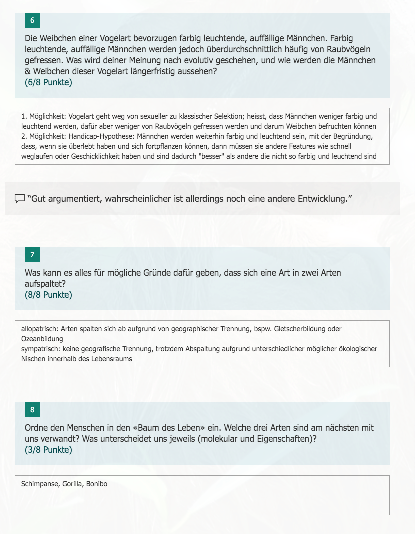 6
Die Weibchen einer Vogelart bevorzugen farbig leuchtende, auffällige Männchen. Farbig
leuchtende, auffällige Männchen werden jedoch überdurchschnittlich häufig von Raubvögeln
gefressen. Was wird deiner Meinung nach evolutiv geschehen, und wie werden die Männchen
& Weibchen dieser Vogelart längerfristig aussehen?
(6/8 Punkte)
1. Möglichkeit: Vogelart geht weg von sexueller zu klassischer Selektion; heisst, dass Männchen weniger farbig und
leuchtend werden, dafür aber weniger von Raubvögeln gefressen werden und darum Weibchen befruchten können
2. Möglichkeit: Handicap-Hypothese: Männchen werden weiterhin farbig und leuchtend sein, mit der Begründung,
dass, wenn sie überlebt haben und sich fortpflanzen können, dann müssen sie andere Features wie schnell
weglaufen oder Geschicklichkeit haben und sind dadurch "besser" als andere die nicht so farbig und leuchtend sind
"Gut argumentiert, wahrscheinlicher ist allerdings noch eine andere Entwicklung."
7
Was kann es alles für mögliche Gründe dafür geben, dass sich eine Art in zwei Arten
aufspaltet?
(8/8 Punkte)
allopatrisch: Arten spalten sich ab aufgrund von geographischer Trennung, bspw. Gletscherbildung oder
Ozeanbildung
sympatrisch: keine geografische Trennung, trotzdem Abspaltung aufgrund unterschiedlicher möglicher ökologischer
Nischen innerhalb des Lebensraums
8
Ordne den Menschen in den «Baum des Leben» ein. Welche drei Arten sind am nächsten mit
uns verwandt? Was unterscheidet uns jeweils (molekular und Eigenschaften)?
(3/8 Punkte)
Schimpanse, Gorilla, Bonibo